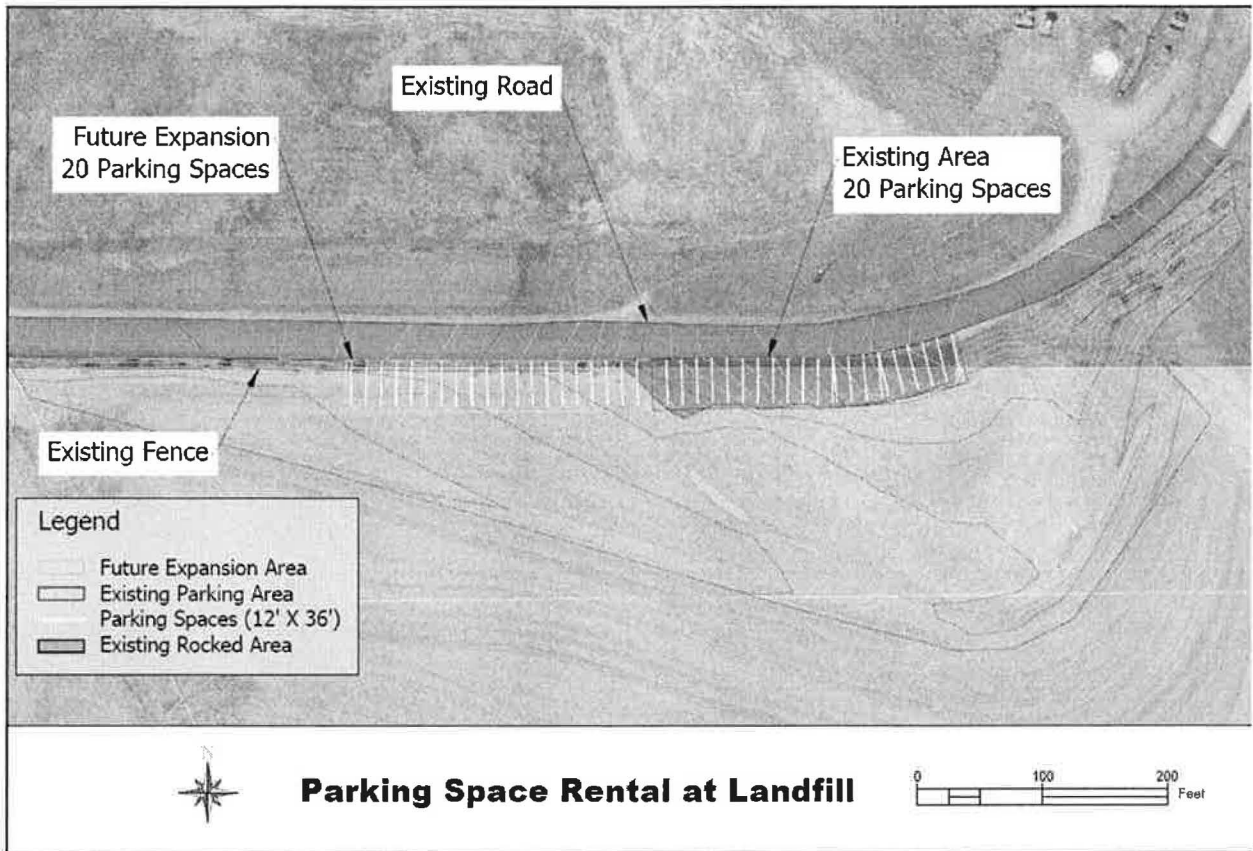 Existing Road
Future Expansion
20 Parking Spaces
Existing Area
20 Parking Spaces
Existing Fence
Legend
Future Expansion Area
Existing Parking Area
Parking Spaces (12' X 36')
Existing Rocked Area
N
Parking Space Rental at Landfill
0 100 200
Feet